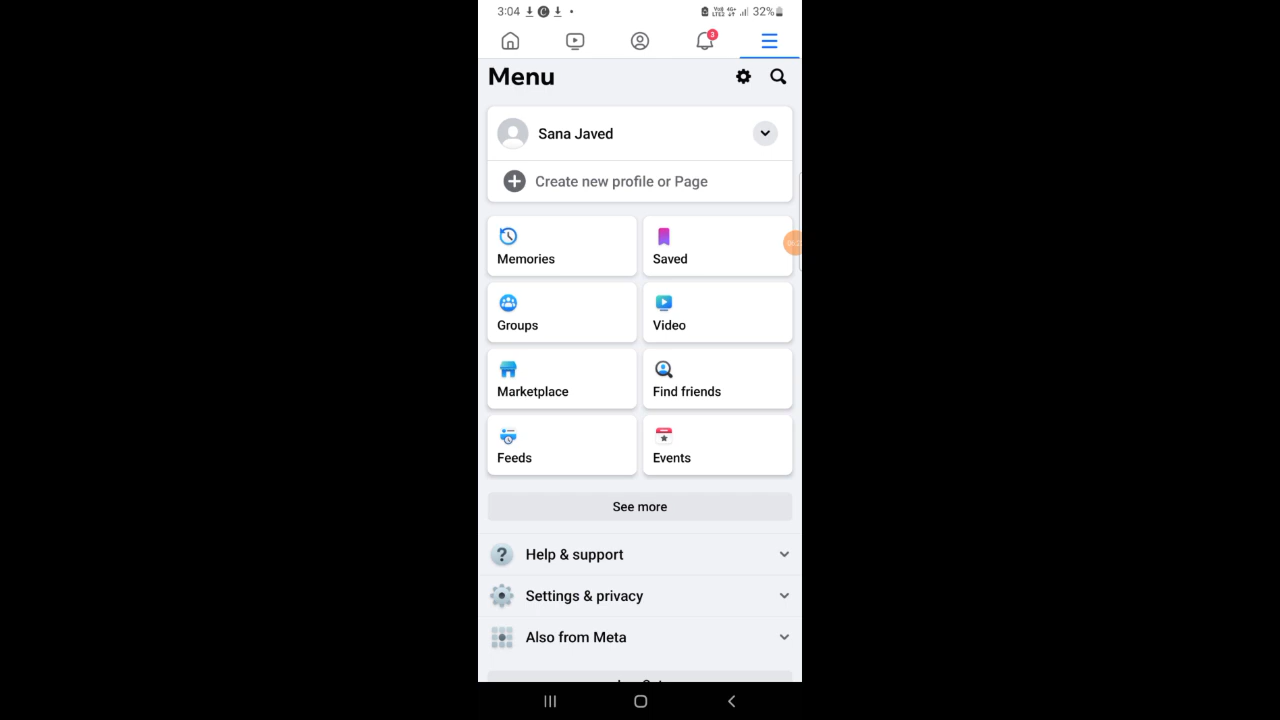 3:04
32%
3
Menu
Sana Javed
Create new profile or Page
Memories
Saved
Groups
Video
Marketplace
Find friends
Feeds
Events
See more
Help & support
Settings & privacy
Also from Meta